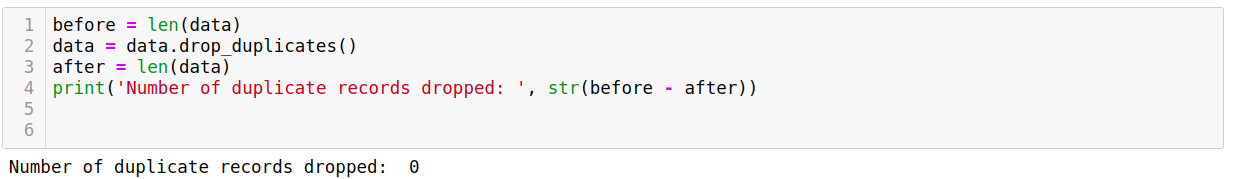 1 before = len(data)
2 data = data.drop_duplicates()
3 after = len(data)
4 print('Number of duplicate records dropped: ', str(before - after))
5
6
Number of duplicate records dropped:  0